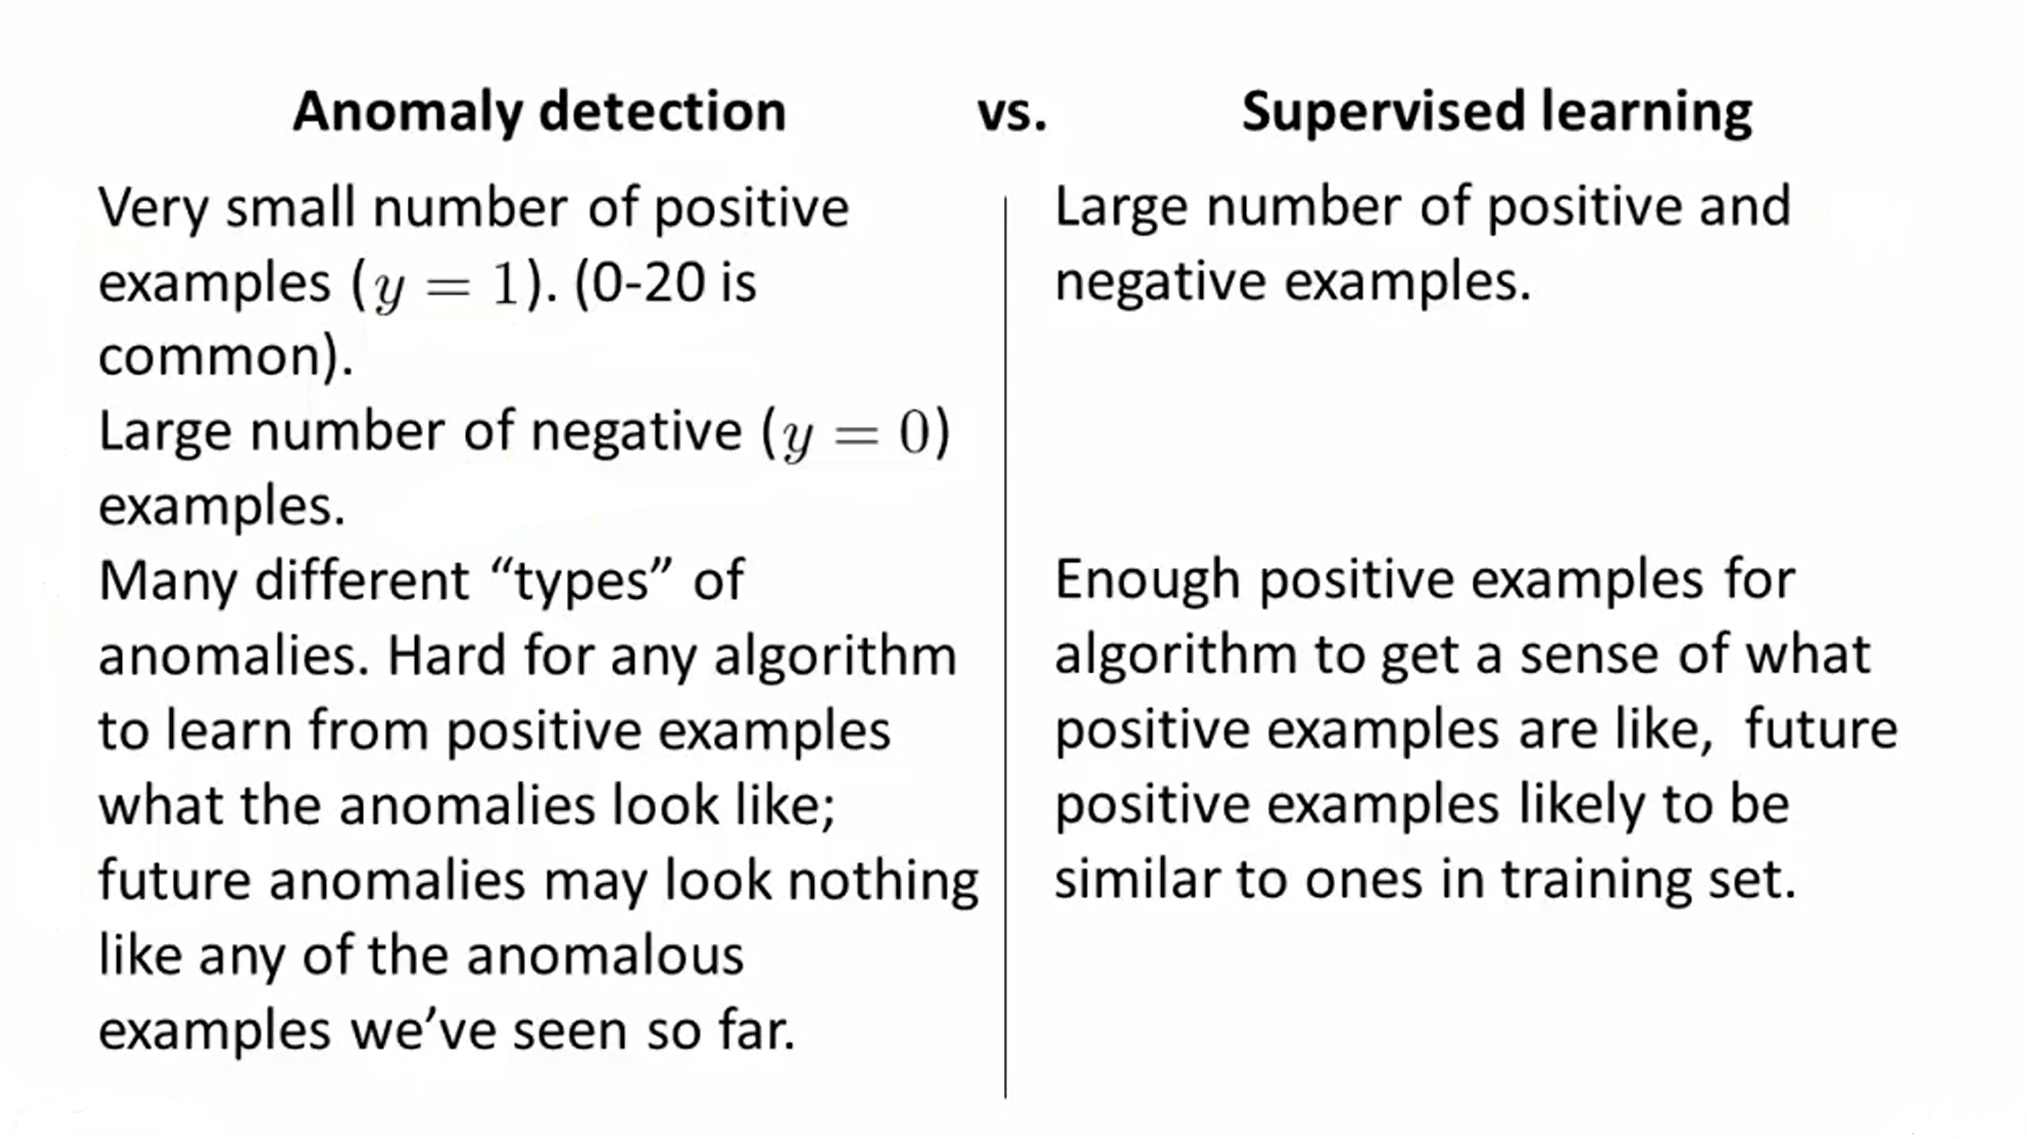 Anomaly detection vs. Supervised learning
Very small number of positive
examples (y = 1). (0-20 is
common).
Large number of negative (y = 0)
examples.
Many different “types” of
anomalies. Hard for any algorithm
to learn from positive examples
what the anomalies look like;
future anomalies may look nothing
like any of the anomalous
examples we’ve seen so far.
Large number of positive and
negative examples.
Enough positive examples for
algorithm to get a sense of what
positive examples are like, future
positive examples likely to be
similar to ones in training set.